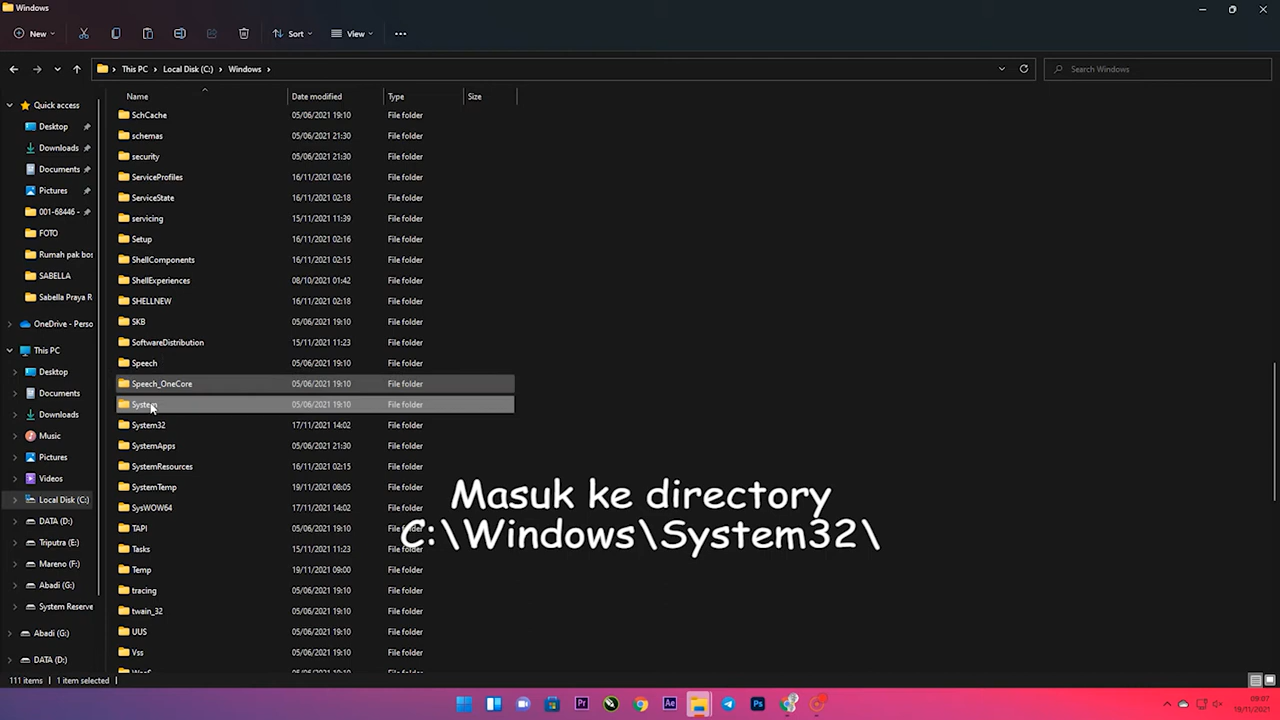 Windows
New
Sort
View
This PC
Local Disk (C:)
Windows
Search Windows
Name
Date modified
Type
Size
Quick access
Desktop
Downloads
Documents
Pictures
001-68446 -
FOTO
Rumah pak bos
SABELLA
Sabella Praya R
OneDrive - Perso
This PC
Desktop
Documents
Downloads
Music
Pictures
Videos
Local Disk (C:)
DATA (D:)
Triputra (E:)
Mareno (F:)
Abadi (G:)
System Reserve
Abadi (G:)
DATA (D:)
SchCache 05/06/2021 19:10 File folder
schemas 05/06/2021 21:30 File folder
security 05/06/2021 21:30 File folder
ServiceProfiles 16/11/2021 02:16 File folder
ServiceState 16/11/2021 02:18 File folder
servicing 15/11/2021 11:39 File folder
Setup 16/11/2021 02:16 File folder
ShellComponents 16/11/2021 02:15 File folder
ShellExperiences 08/10/2021 01:42 File folder
SHELLNEW 16/11/2021 02:18 File folder
SKB 05/06/2021 19:10 File folder
SoftwareDistribution 15/11/2021 11:23 File folder
Speech 05/06/2021 19:10 File folder
Speech_OneCore 05/06/2021 19:10 File folder
System 05/06/2021 19:10 File folder
System32 17/11/2021 14:02 File folder
SystemApps 05/06/2021 21:30 File folder
SystemResources 16/11/2021 02:15 File folder
SystemTemp 19/11/2021 08:05 File folder
SysWOW64 17/11/2021 14:02 File folder
TAPI 05/06/2021 19:10 File folder
Tasks 15/11/2021 11:23 File folder
Temp 19/11/2021 09:00 File folder
tracing 05/06/2021 19:10 File folder
twain_32 05/06/2021 19:10 File folder
UUS 05/06/2021 19:10 File folder
Vss 05/06/2021 19:10 File folder
Masuk ke directory
C:\Windows\System32\
111 items
1 item selected
Pr
Ae
Ps
09:07
19/11/2021